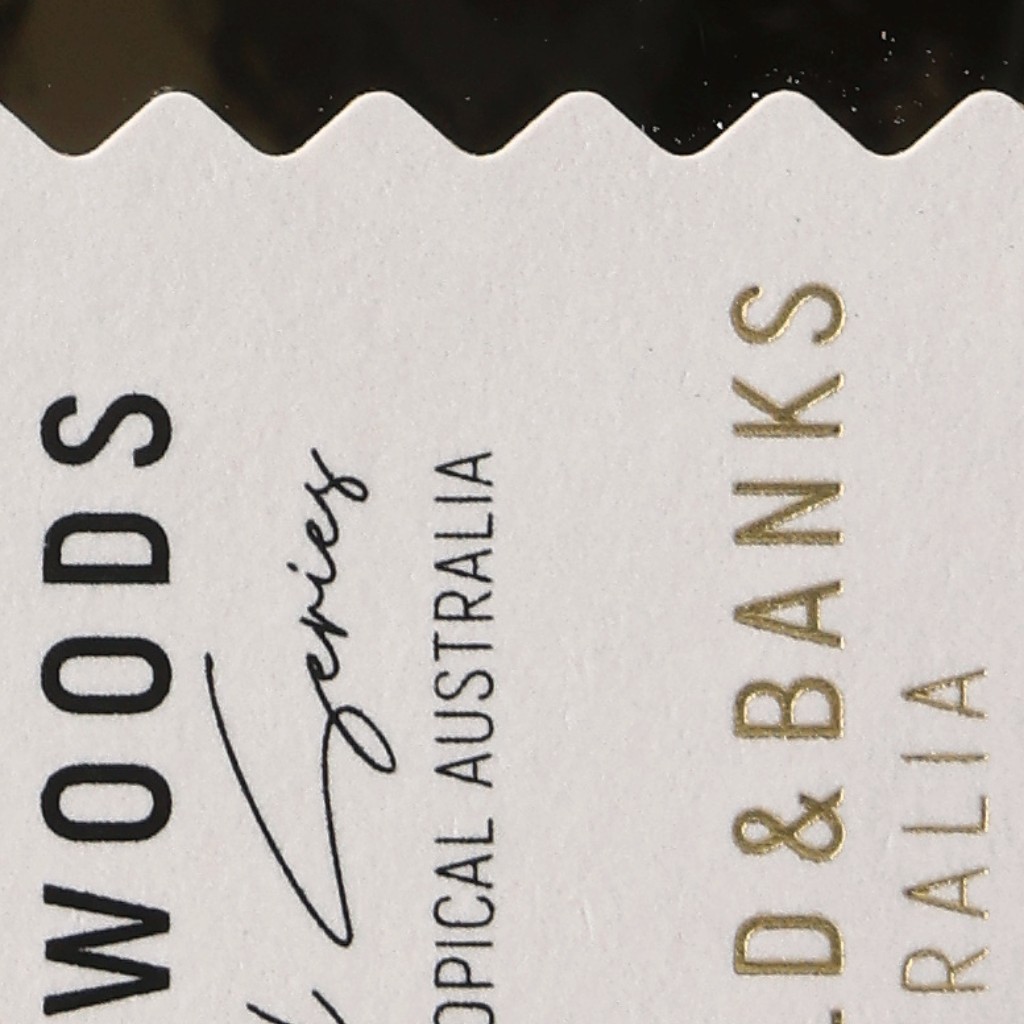 WOODS
Series
OPICAL AUSTRALIA
D & BANKS
RALIA